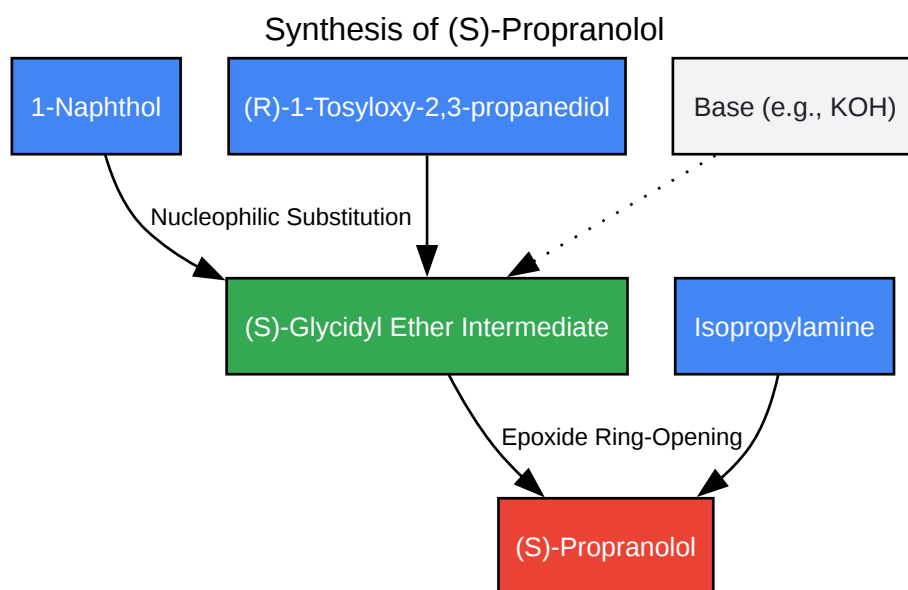 Synthesis of (S)-Propranolol
1-Naphthol
(R)-1-Tosyloxy-2,3-propanediol
Base (e.g., KOH)
Nucleophilic Substitution
(S)-Glycidyl Ether Intermediate
Isopropylamine
Epoxide Ring-Opening
(S)-Propranolol